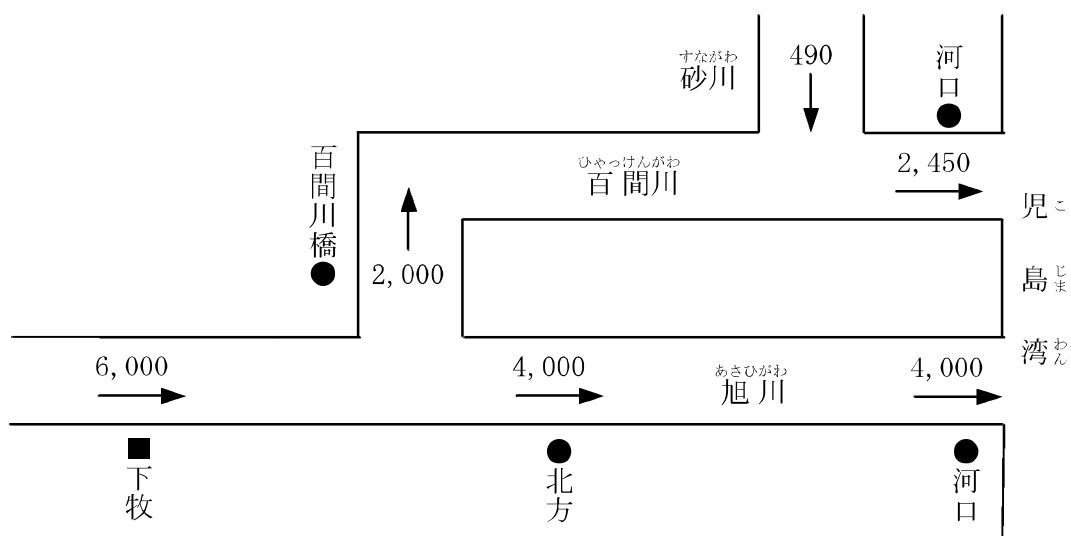 すながわ
砂川
490
河口
百間川橋
ひゃっけんがわ
百間川
2,450
2,000
児島湾
こじまわん
6,000
4,000
あさひがわ
旭川
4,000
下牧
北方
河口